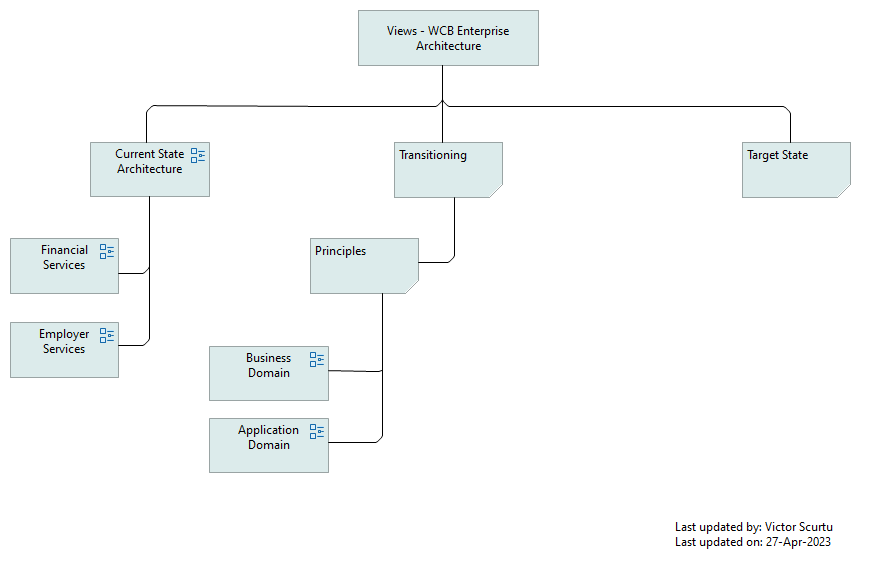 Views - WCB Enterprise
Architecture
Current State
Architecture
Transitioning
Target State
Financial
Services
Principles
Employer
Services
Business
Domain
Application
Domain
Last updated by: Victor Scurtu
Last updated on: 27-Apr-2023